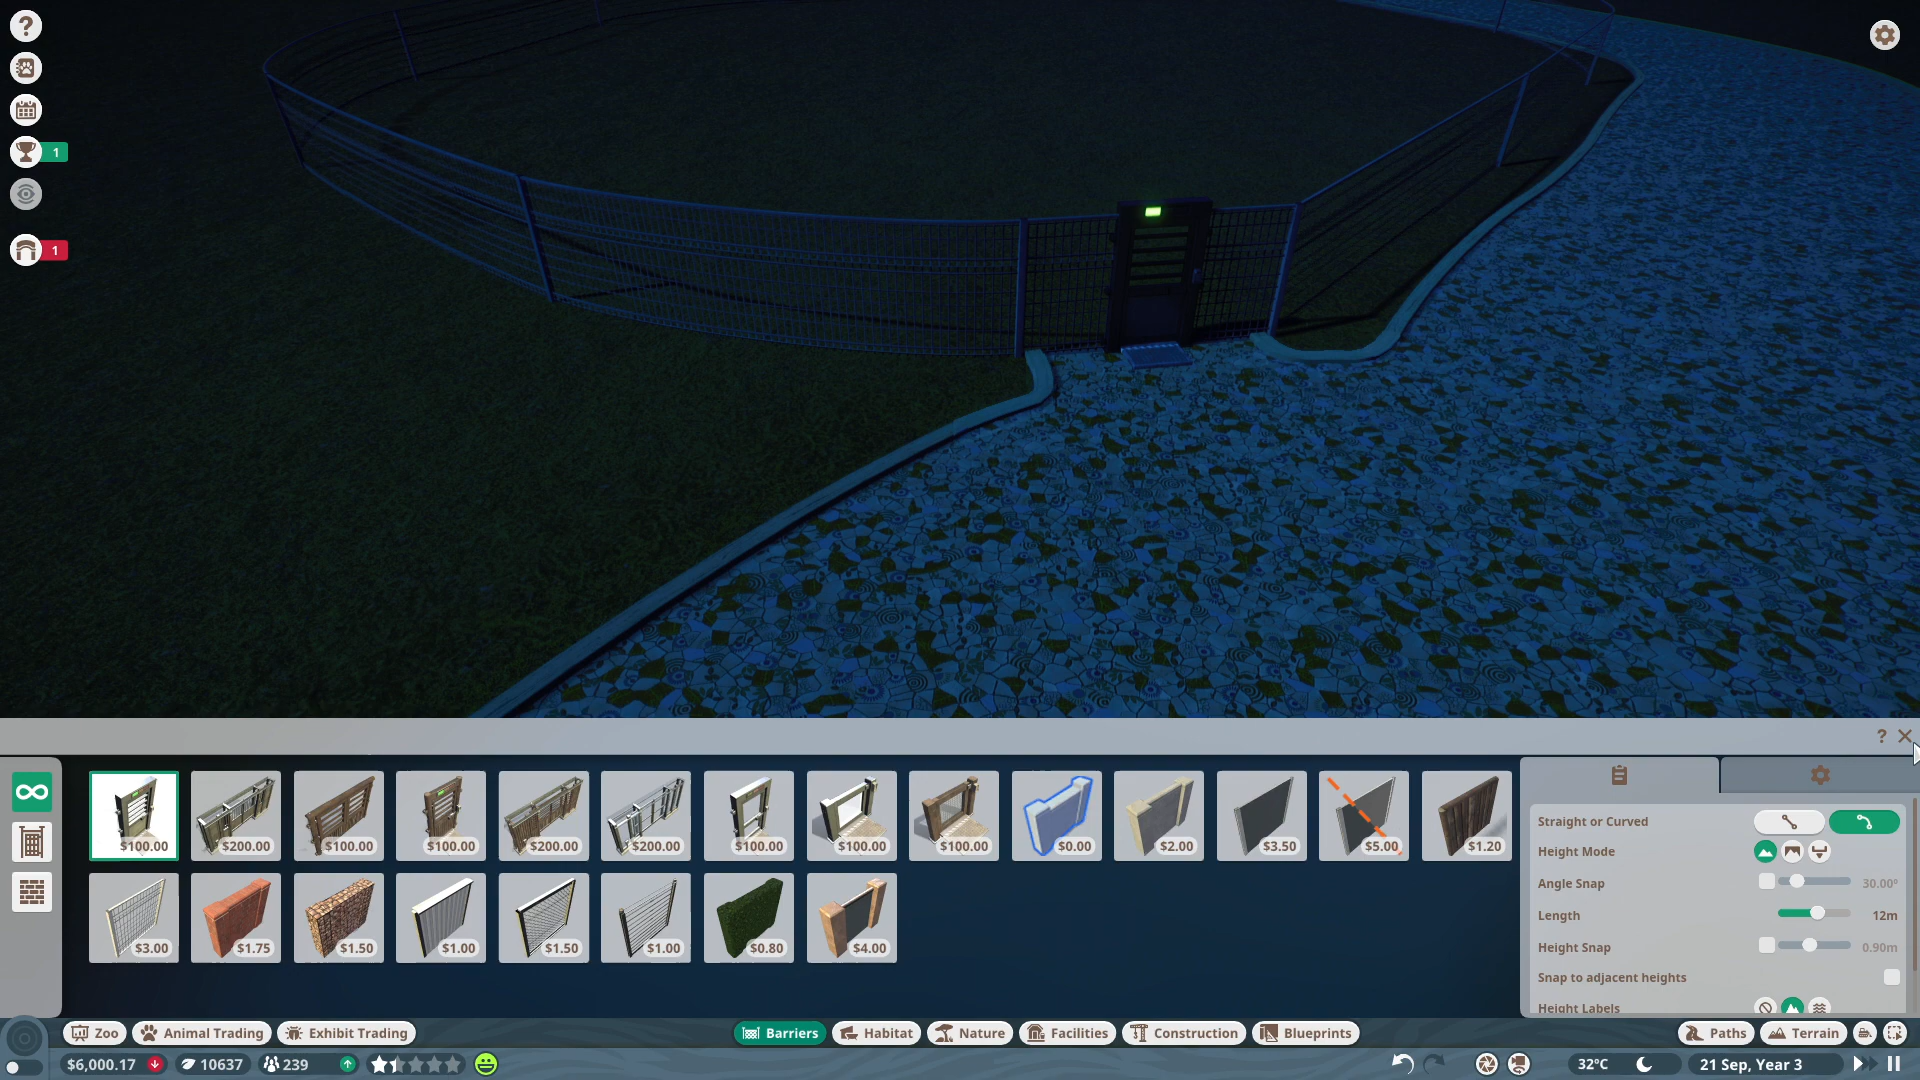 ?
1
1
?
$100.00
$200.00
$100.00
$100.00
$200.00
$200.00
$100.00
$100.00
$100.00
$0.00
$2.00
$3.50
$5.00
$1.20
$3.00
$1.75
$1.50
$1.00
$1.50
$1.00
$0.80
$4.00
Straight or Curved
Height Mode
Angle Snap 30.00°
Length 12m
Height Snap 0.90m
Snap to adjacent heights
Height Labels
Zoo Animal Trading Exhibit Trading Barriers Habitat Nature Facilities Construction Blueprints Paths Terrain
$6,000.17 10637 239 32°C 21 Sep, Year 3